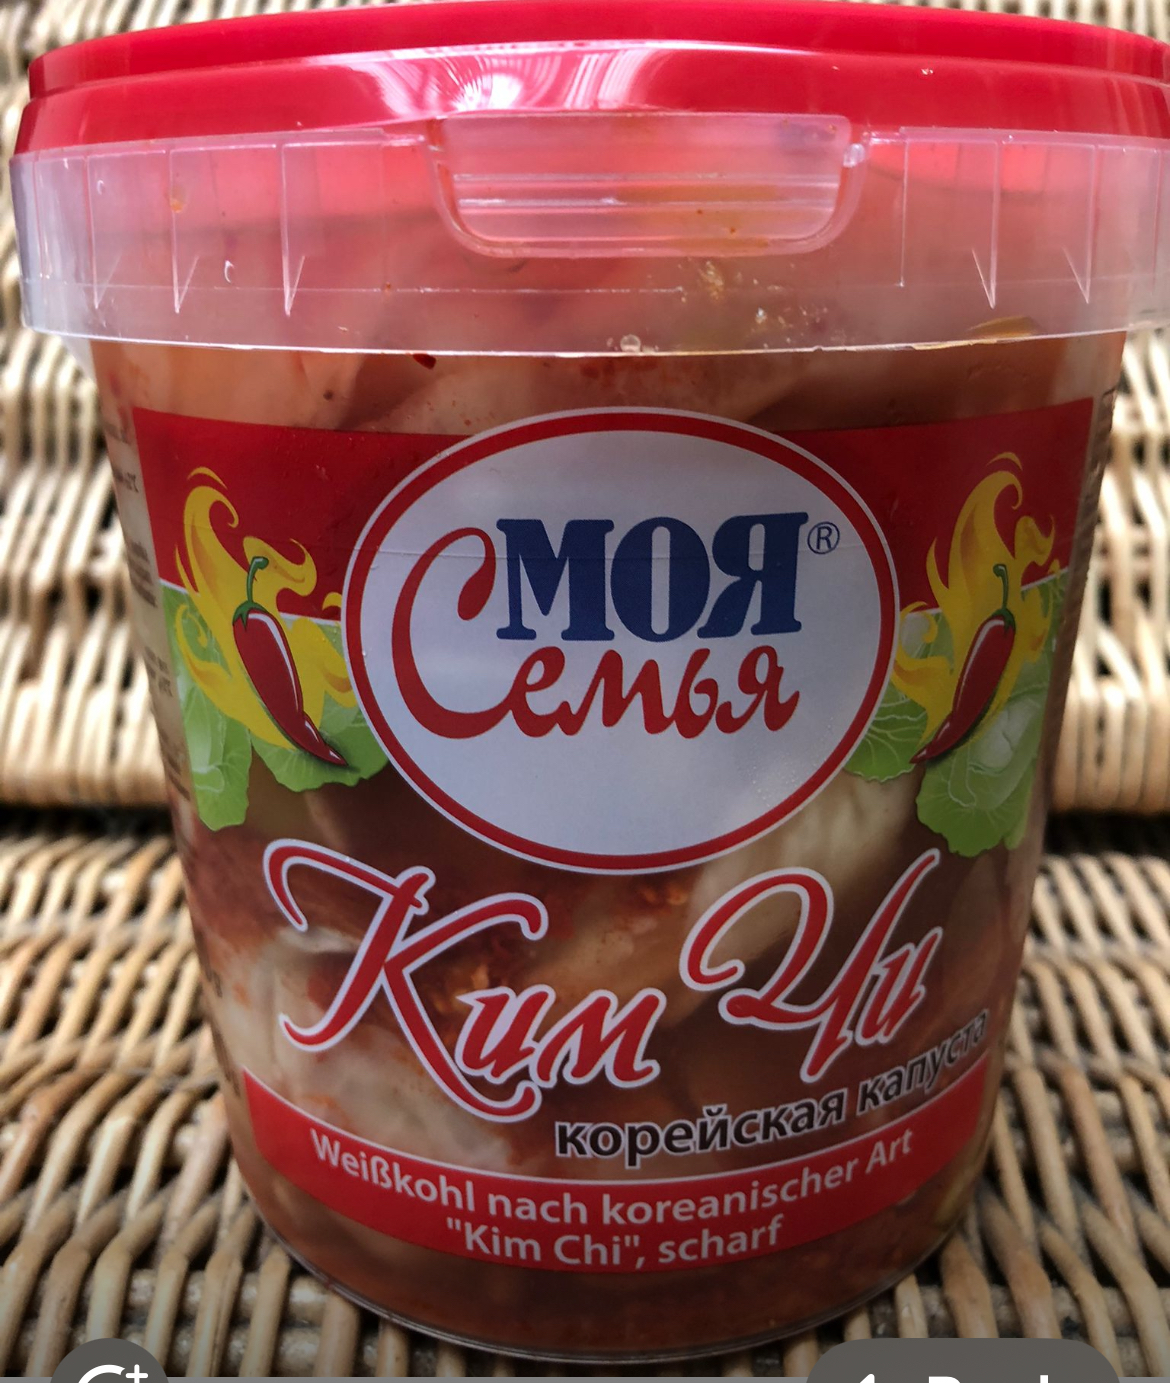 МОЯ®
Семья
Ким Чи
корейская капуста
Weißkohl nach koreanischer Art
"Kim Chi", scharf